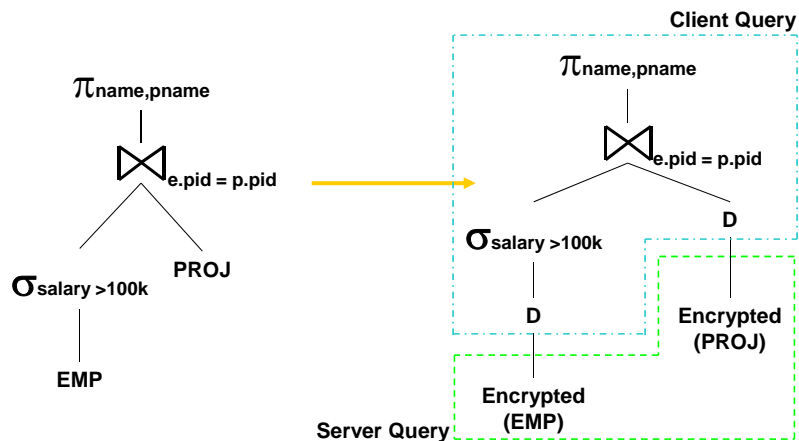 Client Query
πname,pname
πname,pname
e.pid = p.pid
e.pid = p.pid
D
σsalary >100k
PROJ
σsalary >100k
D
Encrypted
(PROJ)
EMP
Encrypted
(EMP)
Server Query